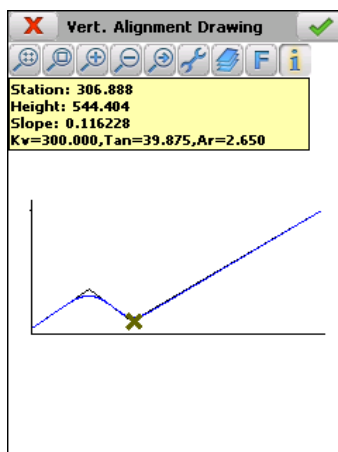 X Vert. Alignment Drawing
F i
Station: 306.888
Height: 544.404
Slope: 0.116228
Kv=300.000,Tan=39.875,Ar=2.650